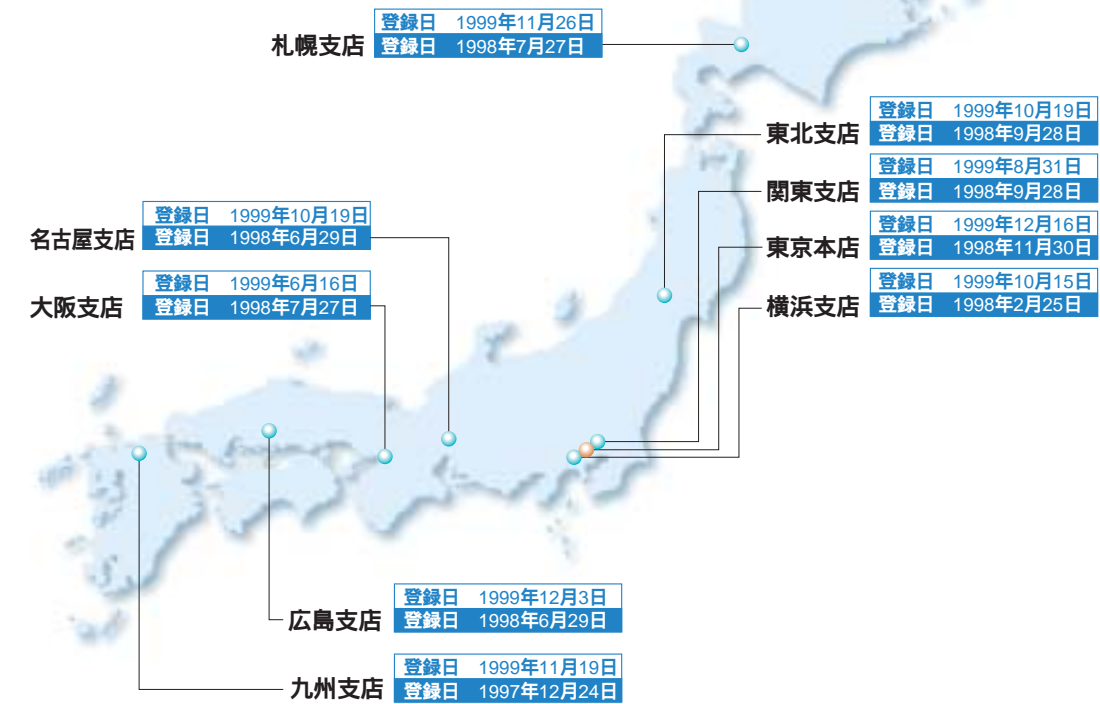 登録日 1999年11月26日
札幌支店 登録日 1998年7月27日
登録日 1999年10月19日
東北支店 登録日 1998年9月28日
登録日 1999年8月31日
関東支店 登録日 1998年9月28日
登録日 1999年12月16日
東京本店 登録日 1998年11月30日
登録日 1999年10月15日
横浜支店 登録日 1998年2月25日
登録日 1999年10月19日
名古屋支店 登録日 1998年6月29日
登録日 1999年6月16日
大阪支店 登録日 1998年7月27日
登録日 1999年12月3日
広島支店 登録日 1998年6月29日
登録日 1999年11月19日
九州支店 登録日 1997年12月24日